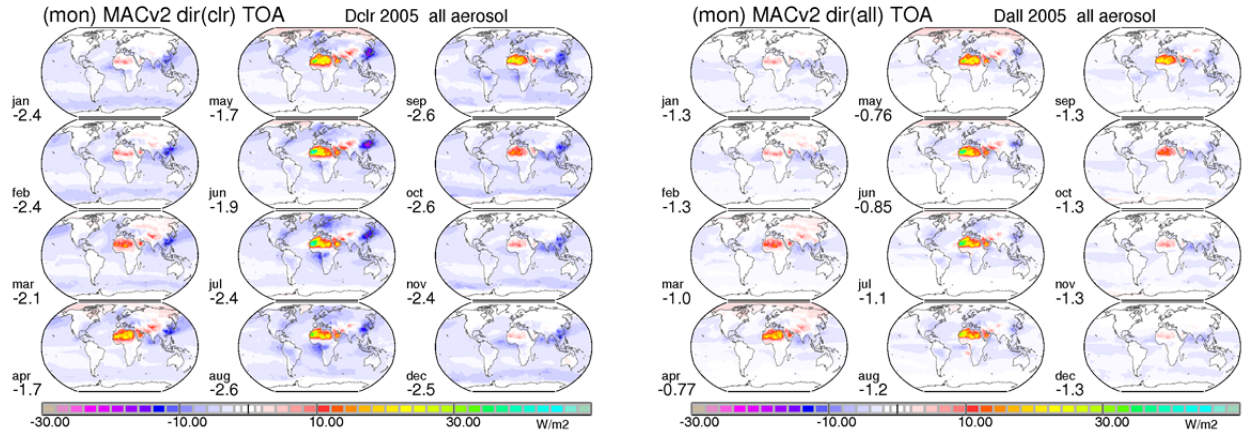 (mon) MACv2 dir(clr) TOA Dclr 2005 all aerosol
jan
-2.4
may
-1.7
sep
-2.6
feb
-2.4
jun
-1.9
oct
-2.6
mar
-2.1
jul
-2.4
nov
-2.4
apr
-1.7
aug
-2.6
dec
-2.5
-30.00 -10.00 10.00 30.00 W/m2
(mon) MACv2 dir(all) TOA Dall 2005 all aerosol
jan
-1.3
may
-0.76
sep
-1.3
feb
-1.3
jun
-0.85
oct
-1.3
mar
-1.0
jul
-1.1
nov
-1.3
apr
-0.77
aug
-1.2
dec
-1.3
-30.00 -10.00 10.00 30.00 W/m2